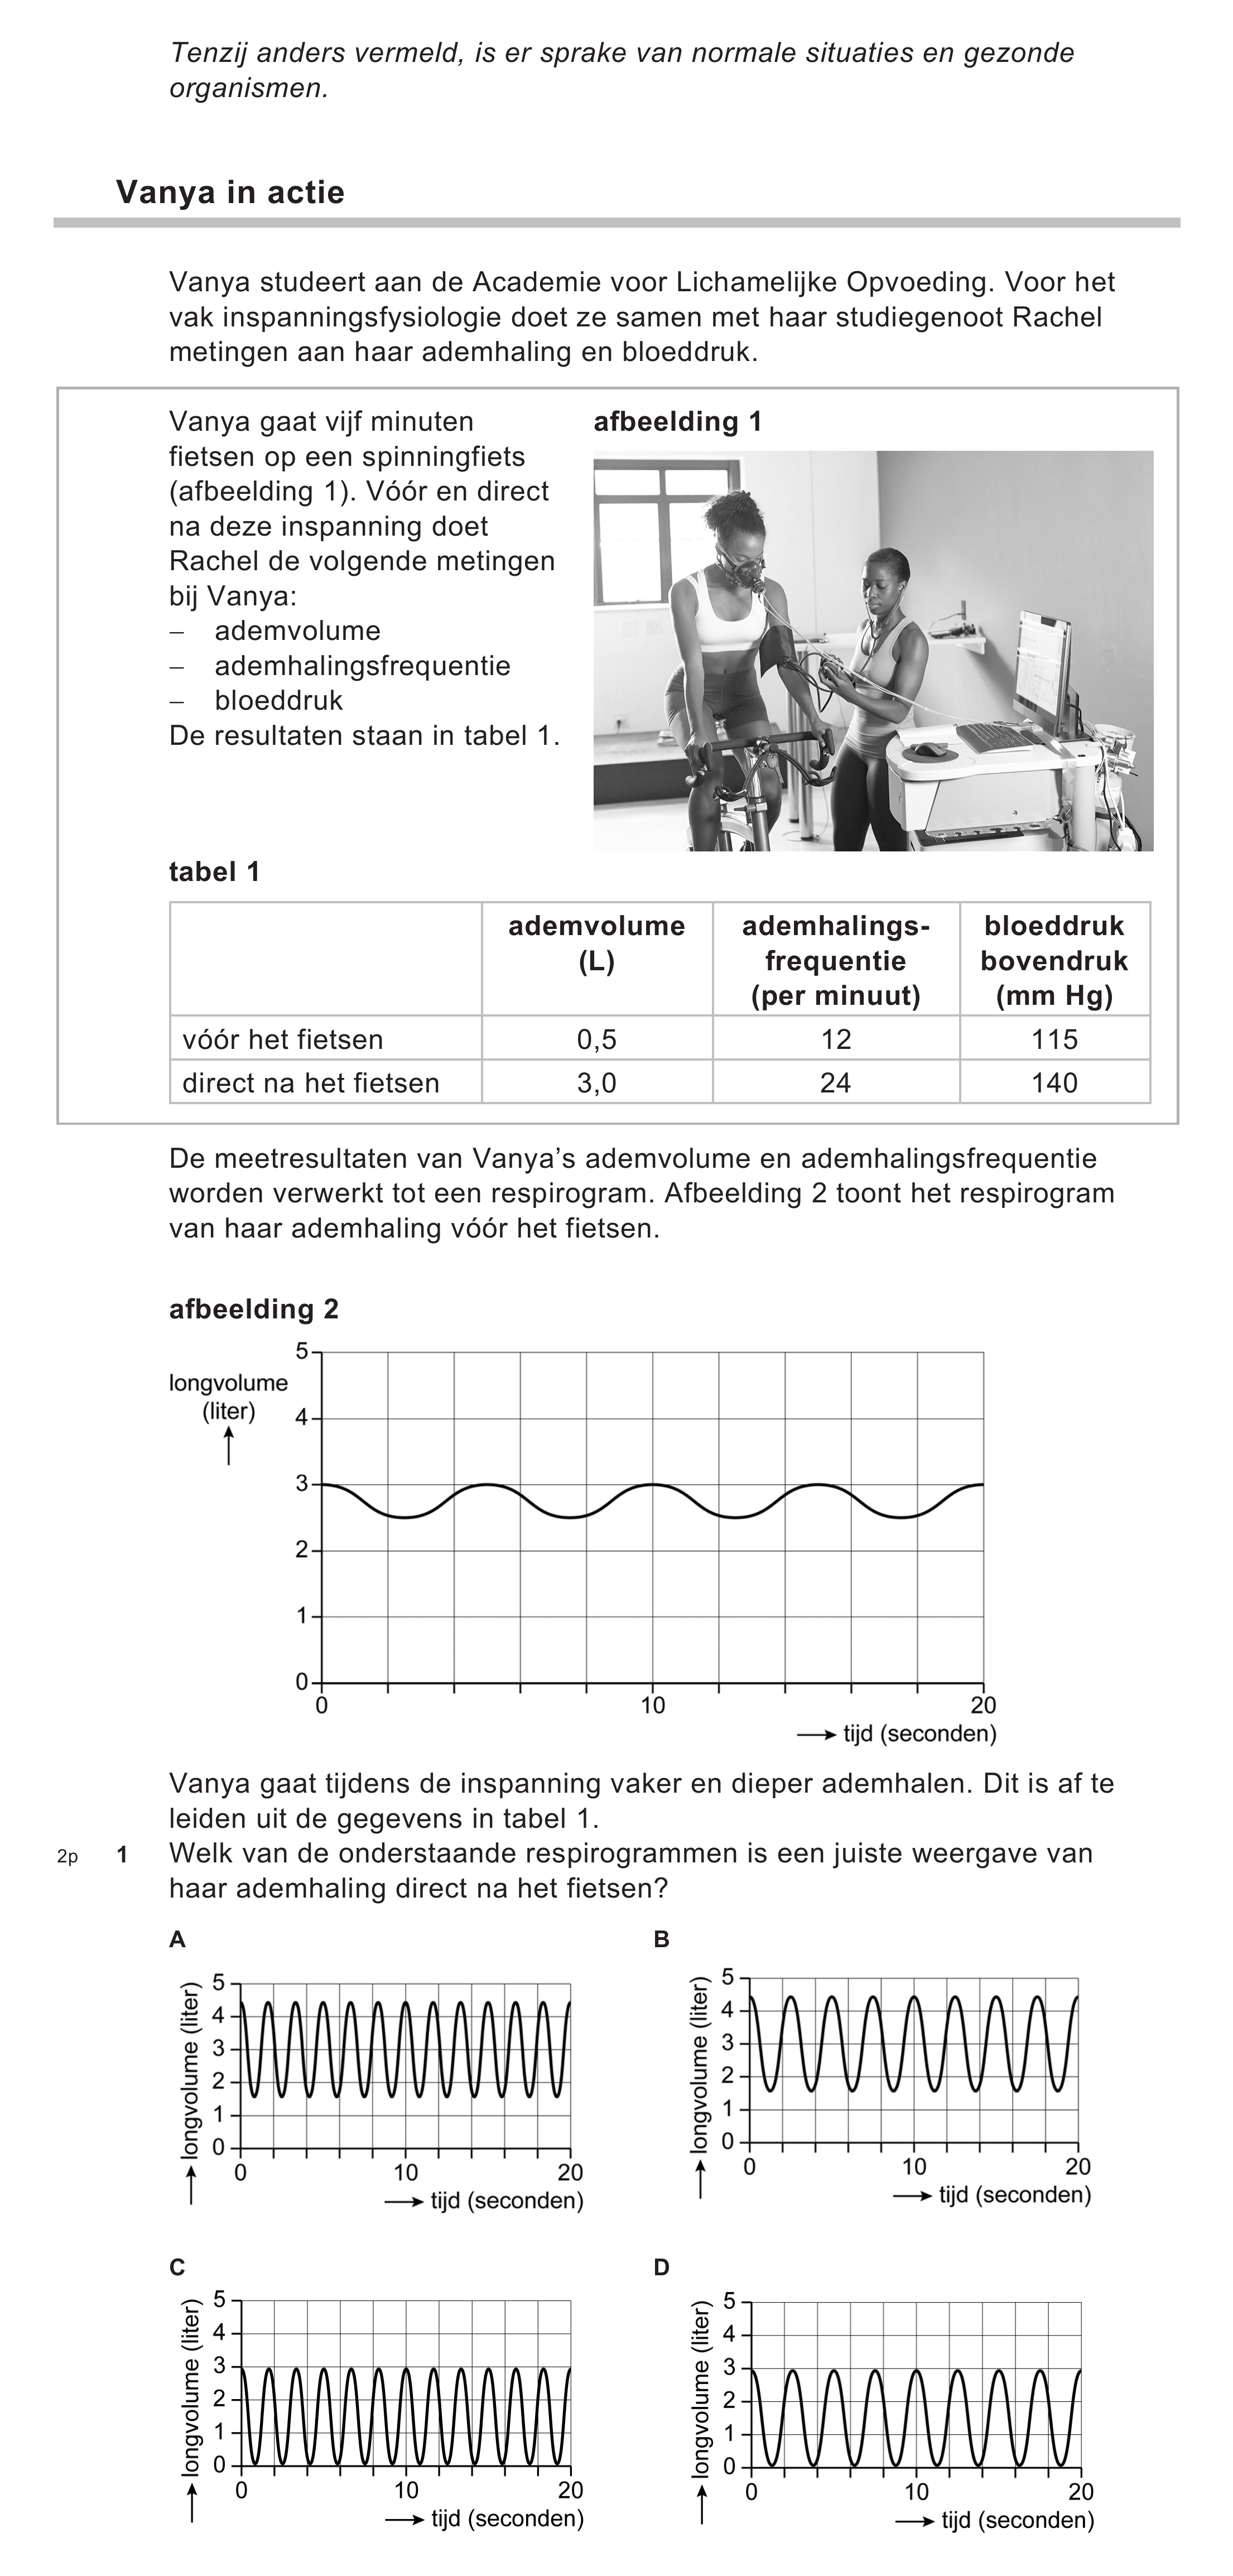 Tenzij anders vermeld, is er sprake van normale situaties en gezonde
organismen.
Vanya in actie
Vanya studeert aan de Academie voor Lichamelijke Opvoeding. Voor het
vak inspanningsfysiologie doet ze samen met haar studiegenoot Rachel
metingen aan haar ademhaling en bloeddruk.
Vanya gaat vijf minuten
fietsen op een spinningfiets
(afbeelding 1). Vóór en direct
na deze inspanning doet
Rachel de volgende metingen
bij Vanya:
– ademvolume
– ademhalingsfrequentie
– bloeddruk
De resultaten staan in tabel 1.
afbeelding 1
tabel 1
ademvolume
(L)
ademhalings-
frequentie
(per minuut)
bloeddruk
bovendruk
(mm Hg)
vóór het fietsen 0,5 12 115
direct na het fietsen 3,0 24 140
De meetresultaten van Vanya’s ademvolume en ademhalingsfrequentie
worden verwerkt tot een respirogram. Afbeelding 2 toont het respirogram
van haar ademhaling vóór het fietsen.
afbeelding 2
longvolume
(liter)
5
4
3
2
1
0
0 10 20
tijd (seconden)
Vanya gaat tijdens de inspanning vaker en dieper ademhalen. Dit is af te
leiden uit de gegevens in tabel 1.
2p 1 Welk van de onderstaande respirogrammen is een juiste weergave van
haar ademhaling direct na het fietsen?
A
longvolume (liter)
5
4
3
2
1
0
0 10 20
tijd (seconden)
B
longvolume (liter)
5
4
3
2
1
0
0 10 20
tijd (seconden)
C
longvolume (liter)
5
4
3
2
1
0
0 10 20
tijd (seconden)
D
longvolume (liter)
5
4
3
2
1
0
0 10 20
tijd (seconden)